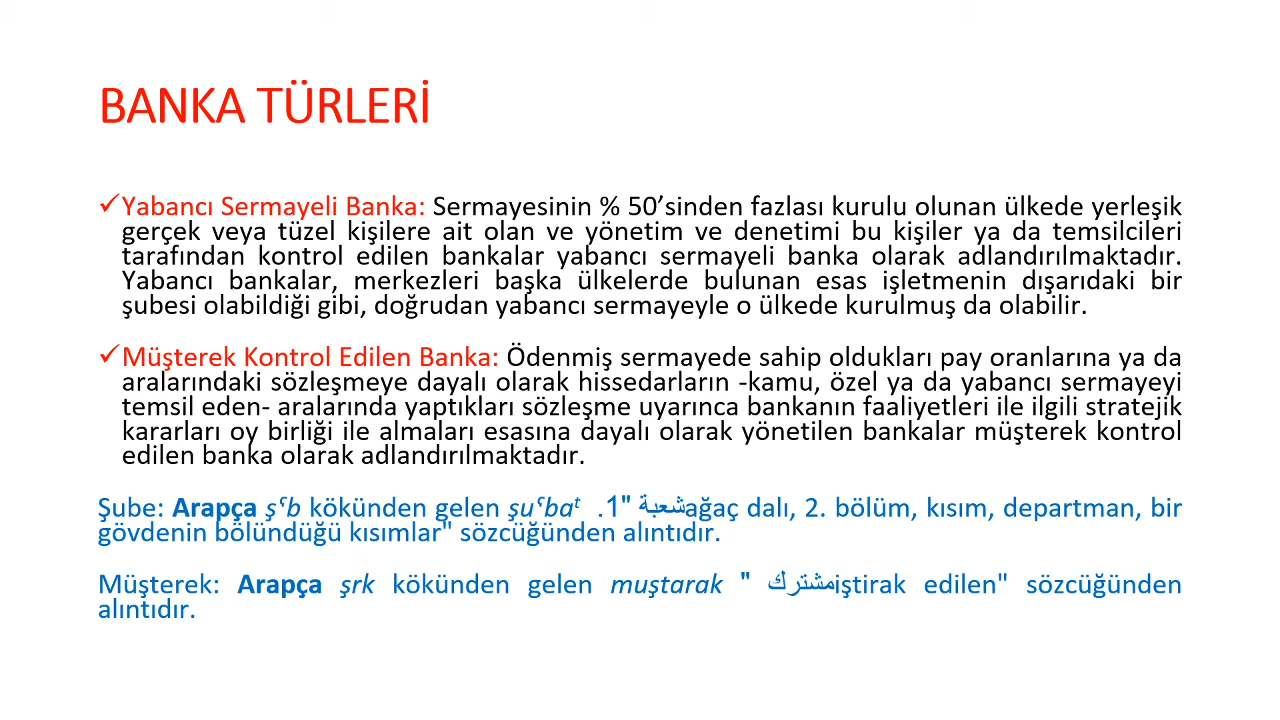 BANKA TÜRLERİ
✓Yabancı Sermayeli Banka: Sermayesinin % 50’sinden fazlası kurulu olunan ülkede yerleşik
gerçek veya tüzel kişilere ait olan ve yönetim ve denetimi bu kişiler ya da temsilcileri
tarafından kontrol edilen bankalar yabancı sermayeli banka olarak adlandırılmaktadır.
Yabancı bankalar, merkezleri başka ülkelerde bulunan esas işletmenin dışarıdaki bir
şubesi olabildiği gibi, doğrudan yabancı sermayeyle o ülkede kurulmuş da olabilir.
✓Müşterek Kontrol Edilen Banka: Ödenmiş sermayede sahip oldukları pay oranlarına ya da
aralarındaki sözleşmeye dayalı olarak hissedarların -kamu, özel ya da yabancı sermayeyi
temsil eden- aralarında yaptıkları sözleşme uyarınca bankanın faaliyetleri ile ilgili stratejik
kararları oy birliği ile almaları esasına dayalı olarak yönetilen bankalar müşterek kontrol
edilen banka olarak adlandırılmaktadır.
Şube: Arapça şˁb kökünden gelen şuˁbaᵗ شعبة "1. ağaç dalı, 2. bölüm, kısım, departman, bir
gövdenin bölündüğü kısımlar" sözcüğünden alıntıdır.
Müşterek: Arapça şrk kökünden gelen muştarak مشترك "iştirak edilen" sözcüğünden
alıntıdır.